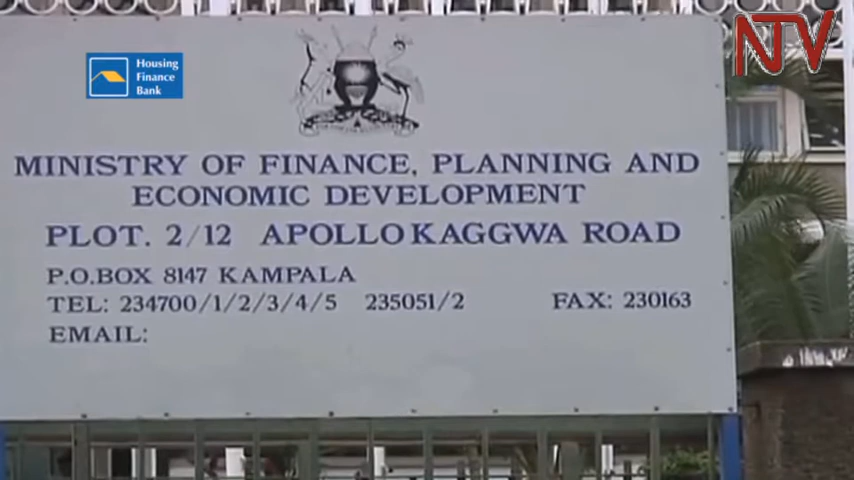 NTV
Housing
Finance
Bank
MINISTRY OF FINANCE, PLANNING AND
ECONOMIC DEVELOPMENT
PLOT. 2/12 APOLLO KAGGWA ROAD
P.O.BOX 8147 KAMPALA
TEL: 234700/1/2/3/4/5 235051/2 FAX: 230163
EMAIL: